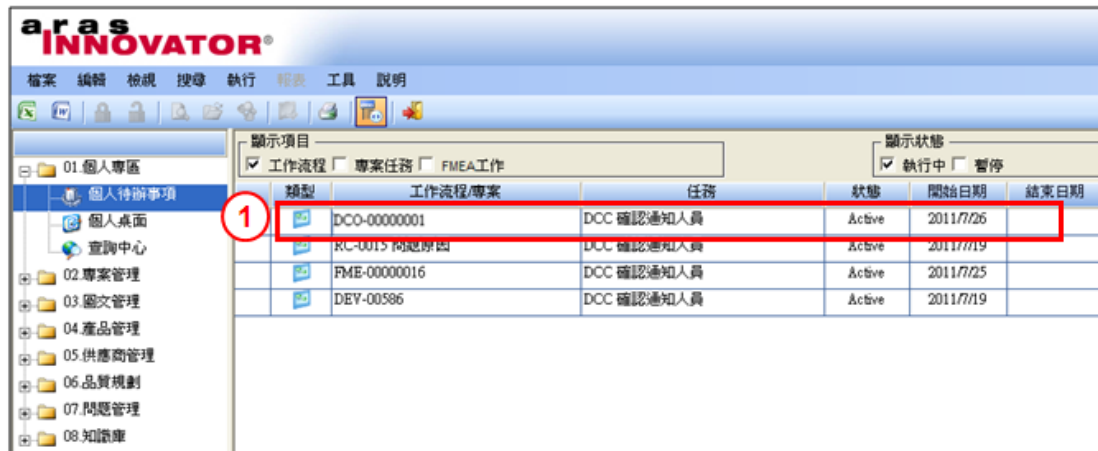 aras
INNOVATOR®
檔案 編輯 檢視 搜尋 執行 報表 工具 說明
顯示項目 顯示狀態
工作流程 專案任務 FMEA工作 執行中 暫停
01.個人專區
個人待辦事項
個人桌面
查詢中心
02.專案管理
03.圖文管理
04.產品管理
05.供應商管理
06.品質規劃
07.問題管理
08.知識庫
類型 工作流程/專案 任務 狀態 開始日期 結束日期
1
DCO-00000001 DCC 確認通知人員 Active 2011/7/26
RC-0015 問題原因 DCC 確認通知人員 Active 2011/7/19
FME-00000016 DCC 確認通知人員 Active 2011/7/25
DEV-00586 DCC 確認通知人員 Active 2011/7/19